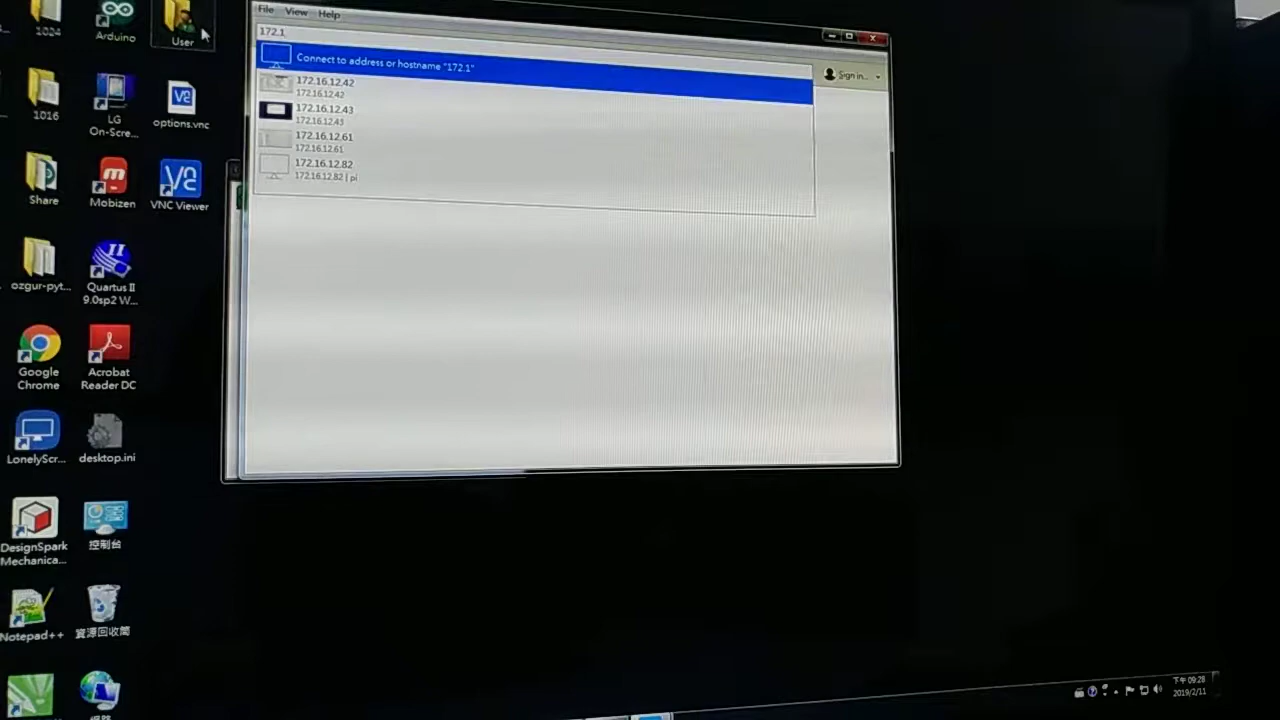 1024
Arduino
User
1016
LG
On-Scre...
options.vnc
Share
Mobizen
VNC Viewer
ozgur-pyt...
Quartus II
9.0sp2 W...
Google
Chrome
Acrobat
Reader DC
LonelyScr...
desktop.ini
DesignSpark
Mechanica...
控制台
Notepad++
資源回收筒
File View Help
172.1
Connect to address or hostname "172.1"
172.16.12.42
172.16.12.42
172.16.12.43
172.16.12.43
172.16.12.61
172.16.12.61
172.16.12.82
172.16.12.82 | pi
Sign in...
下午 09:28
2019/2/11